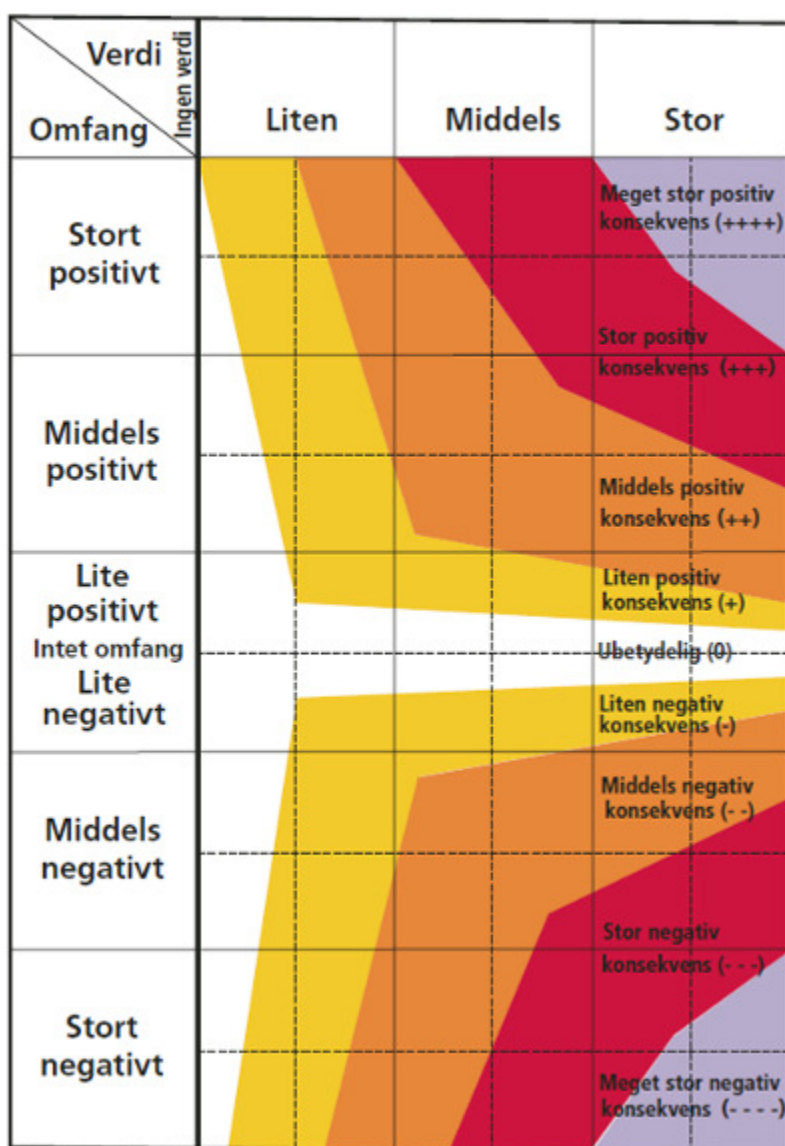 Verdi
Ingen verdi
Omfang
Liten
Middels
Stor
Stort
positivt
Meget stor positiv
konsekvens (++++)
Stor positiv
konsekvens (+++)
Middels
positivt
Middels positiv
konsekvens (++)
Lite
positivt
Liten positiv
konsekvens (+)
Intet omfang
Ubetydelig (0)
Lite
negativt
Liten negativ
konsekvens (-)
Middels
negativt
Middels negativ
konsekvens (- -)
Stor negativ
konsekvens (- - -)
Stort
negativt
Meget stor negativ
konsekvens (- - - -)